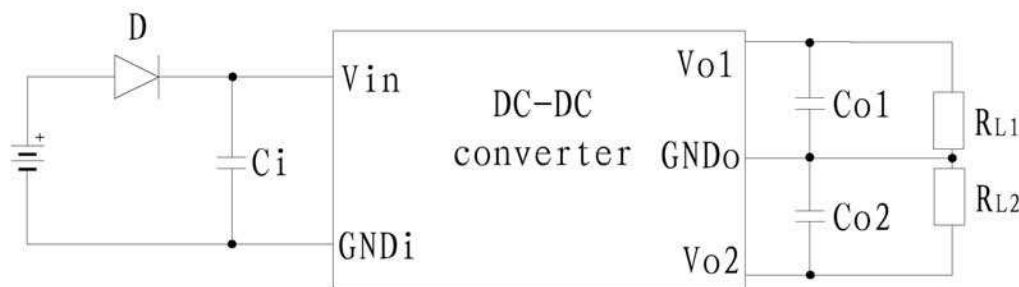 D
+
Vin
Ci
GNDi
DC-DC
converter
Vo1
GNDo
Vo2
Co1
Co2
RL1
RL2